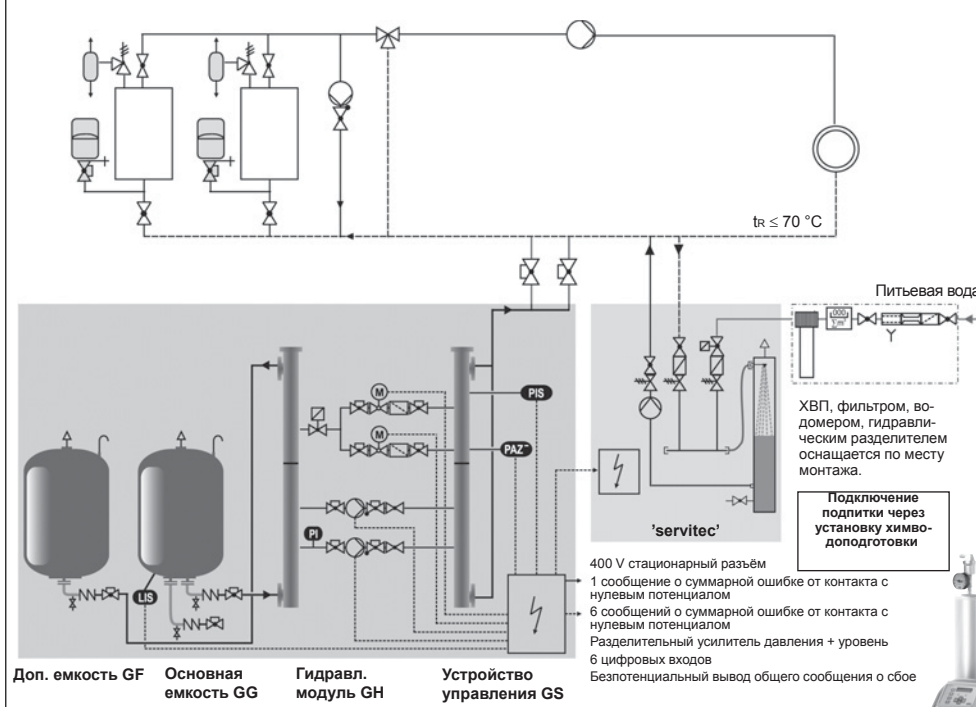 tR ≤ 70 °C
Питьевая вода
000
M
M
PIS
PAZ
PI
LIS
'servitec'
ХВП, фильтром, во-
домером, гидравли-
ческим разделителем
оснащается по месту
монтажа.
Подключение
подпитки через
установку химво-
доподготовки
400 V стационарный разъём
1 сообщение о суммарной ошибке от контакта с
нулевым потенциалом
6 сообщений о суммарной ошибке от контакта с
нулевым потенциалом
Разделительный усилитель давления + уровень
6 цифровых входов
Безпотенциальный вывод общего сообщения о сбое
Доп. емкость GF
Основная
емкость GG
Гидравл.
модуль GH
Устройство
управления GS